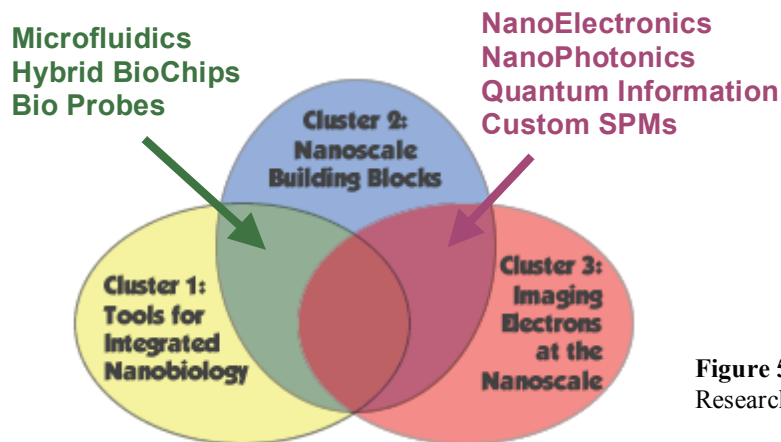 Microfluidics
Hybrid BioChips
Bio Probes
NanoElectronics
NanoPhotonics
Quantum Information
Custom SPMs
Cluster 2:
Nanoscale
Building Blocks
Cluster 1:
Tools for
Integrated
Nanobiology
Cluster 3:
Imaging
Electrons
at the
Nanoscale
Figure 5
Research